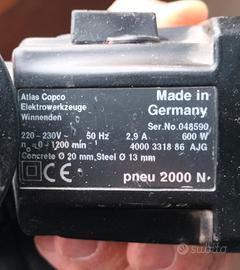 Atlas Copco
Elektrowerkzeuge
Winnenden
Made in
Germany
Ser.No.048590
220-230V~ 50 Hz 2,9 A 600 W
n₀ 0-1200 min 4000 3318 86 AJG
Concrete Ø 20 mm, Steel Ø 13 mm
CE
pneu 2000 N·
subito